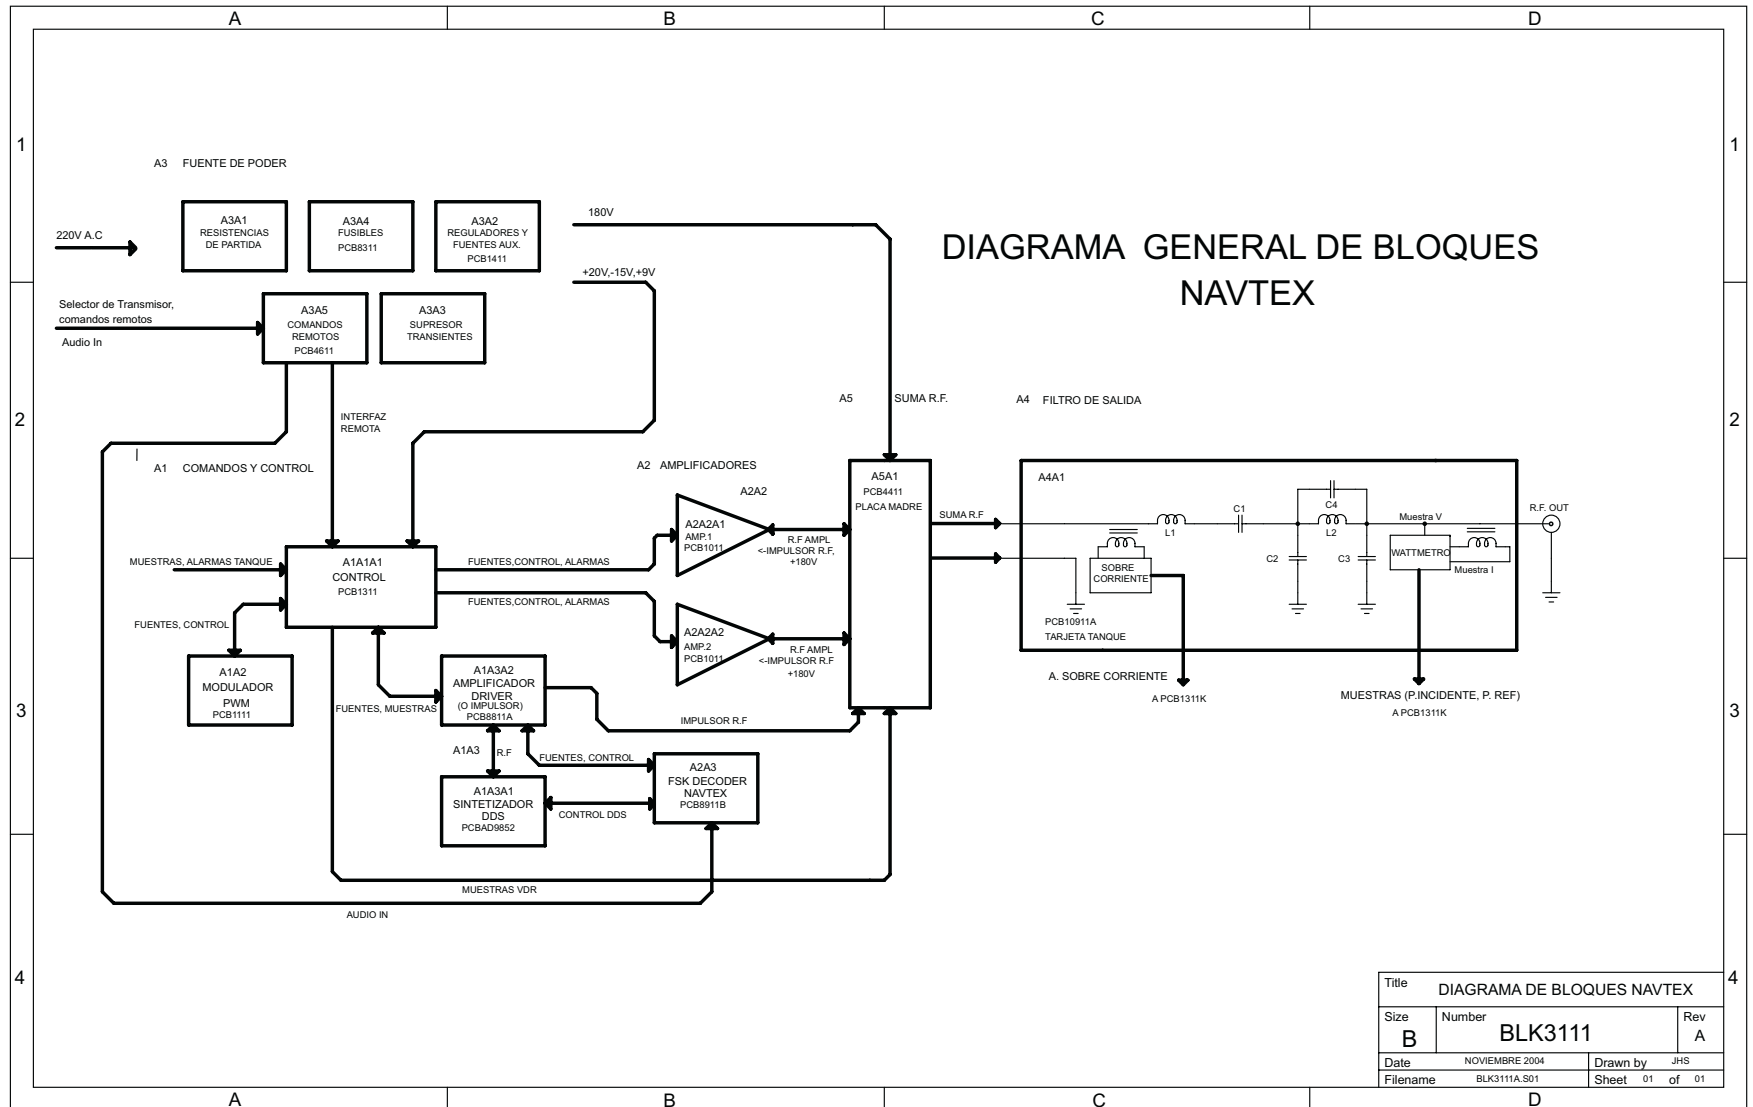 A
B
C
D
1
1
A3 FUENTE DE PODER
220V A.C
A3A1
RESISTENCIAS
DE PARTIDA
A3A4
FUSIBLES
PCB8311
A3A2
REGULADORES Y
FUENTES AUX.
PCB1411
180V
+20V,-15V,+9V
DIAGRAMA GENERAL DE BLOQUES
NAVTEX
Selector de Transmisor,
comandos remotos
Audio In
A3A5
COMANDOS
REMOTOS
PCB4611
A3A3
SUPRESOR
TRANSIENTES
2
2
INTERFAZ
REMOTA
A5
SUMA R.F.
A4 FILTRO DE SALIDA
A1 COMANDOS Y CONTROL
A2 AMPLIFICADORES
A2A2
A2A2A1
AMP.1
PCB1011
R.F AMPL
<-IMPULSOR R.F,
+180V
A5A1
PCB4411
PLACA MADRE
SUMA R.F
A4A1
L1
C1
C4
L2
C2
C3
Muestra V
WATTMETRO
Muestra I
R.F. OUT
SOBRE
CORRIENTE
PCB10911A
TARJETA TANQUE
MUESTRAS, ALARMAS TANQUE
A1A1A1
CONTROL
PCB1311
FUENTES,CONTROL, ALARMAS
FUENTES,CONTROL, ALARMAS
FUENTES, CONTROL
A2A2A2
AMP.2
PCB1011
R.F AMPL
<-IMPULSOR R.F
+180V
A1A2
MODULADOR
PWM
PCB1111
FUENTES, MUESTRAS
A1A3A2
AMPLIFICADOR
DRIVER
(O IMPULSOR)
PCB8811A
IMPULSOR R.F
A. SOBRE CORRIENTE
A PCB1311K
MUESTRAS (P.INCIDENTE, P. REF)
A PCB1311K
3
3
A1A3
R.F
FUENTES, CONTROL
A2A3
FSK DECODER
NAVTEX
PCB8911B
A1A3A1
SINTETIZADOR
DDS
PCBAD9852
CONTROL DDS
MUESTRAS VDR
AUDIO IN
4
4
Title
DIAGRAMA DE BLOQUES NAVTEX
Size
B
Number
BLK3111
Rev
A
Date
NOVIEMBRE 2004
Drawn by
JHS
Filename
BLK3111A.S01
Sheet 01 of 01
A
B
C
D